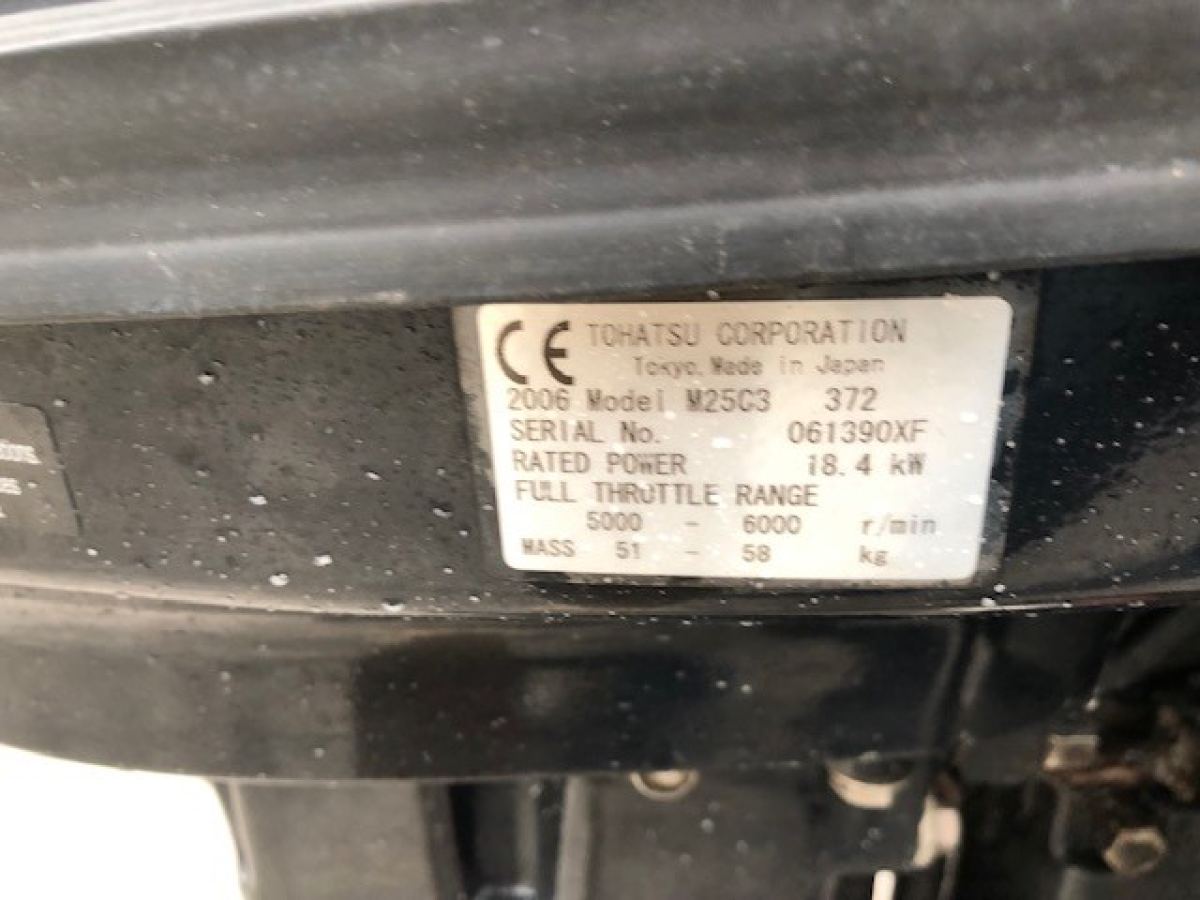 CE TOHATSU CORPORATION
Tokyo, Made in Japan
2006 Model M25C3 372
SERIAL No. 061390XF
RATED POWER 18.4 kW
FULL THROTTLE RANGE
5000 - 6000 r/min
MASS 51 - 58 kg